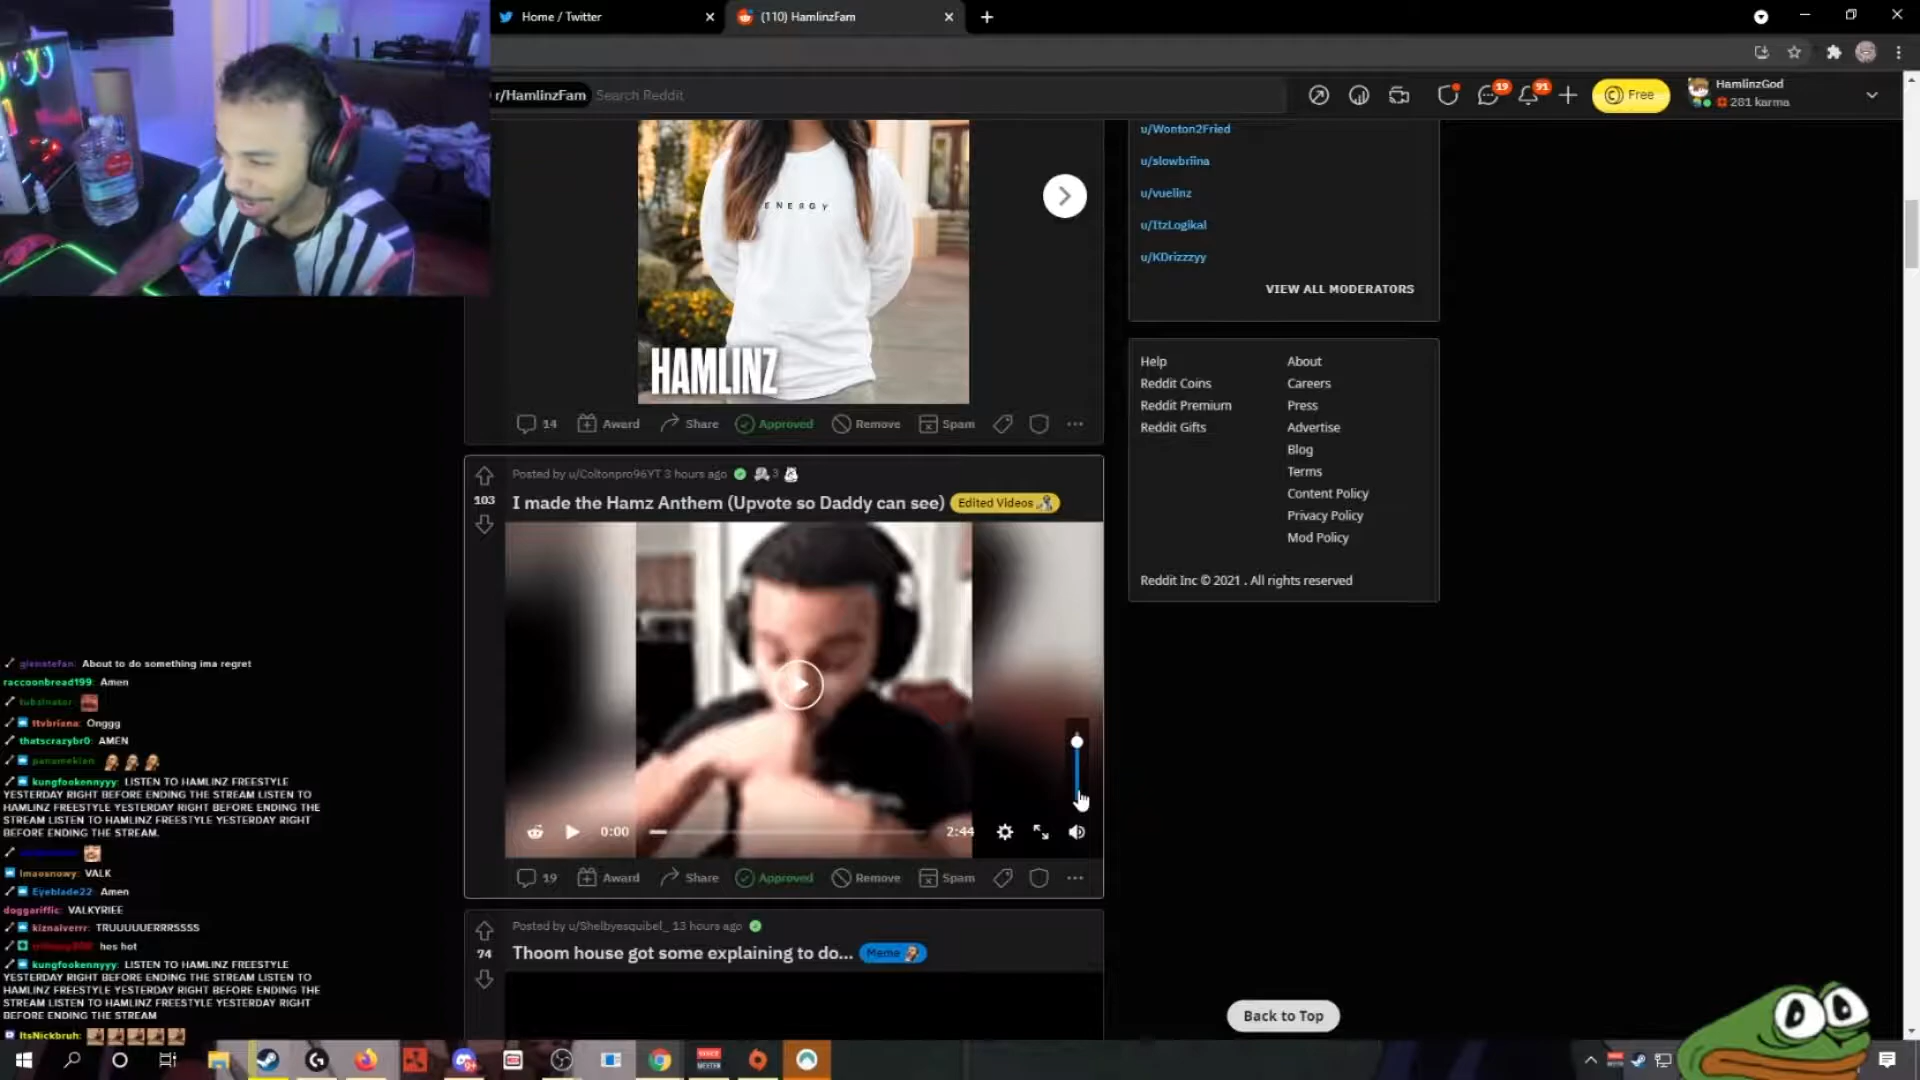 Home / Twitter
(110) HamlinzFam
r/HamlinzFam
Search Reddit
19
91
Free
HamlinzGod
281 karma
ENERGY
HAMLINZ
14
Award
Share
Approved
Remove
Spam
Posted by u/Coltonpro96YT 3 hours ago
3
103
I made the Hamz Anthem (Upvote so Daddy can see)
Edited Videos
0:00
2:44
19
Award
Share
Approved
Remove
Spam
Posted by u/Shelbyesquibel_ 13 hours ago
74
Thoom house got some explaining to do...
Meme
u/Wonton2Fried
u/slowbriina
u/vuelinz
u/ItzLogikal
u/KDrizzzyy
VIEW ALL MODERATORS
Help
Reddit Coins
Reddit Premium
Reddit Gifts
About
Careers
Press
Advertise
Blog
Terms
Content Policy
Privacy Policy
Mod Policy
Reddit Inc © 2021 . All rights reserved
Back to Top
glenstefan: About to do something ima regret
raccoonbread199: Amen
ttvbriana: Onggg
thatscrazybr0: AMEN
kungfookennyyy: LISTEN TO HAMLINZ FREESTYLE
YESTERDAY RIGHT BEFORE ENDING THE STREAM LISTEN TO
HAMLINZ FREESTYLE YESTERDAY RIGHT BEFORE ENDING THE
STREAM LISTEN TO HAMLINZ FREESTYLE YESTERDAY RIGHT
BEFORE ENDING THE STREAM.
lmaosnowy: VALK
Eyeblade22: Amen
doggariffic: VALKYRIEE
kiznaiverrr: TRUUUUUERRRSSSS
hes hot
kungfookennyyy: LISTEN TO HAMLINZ FREESTYLE
YESTERDAY RIGHT BEFORE ENDING THE STREAM LISTEN TO
HAMLINZ FREESTYLE YESTERDAY RIGHT BEFORE ENDING THE
STREAM LISTEN TO HAMLINZ FREESTYLE YESTERDAY RIGHT
BEFORE ENDING THE STREAM
ItsNickbruh: